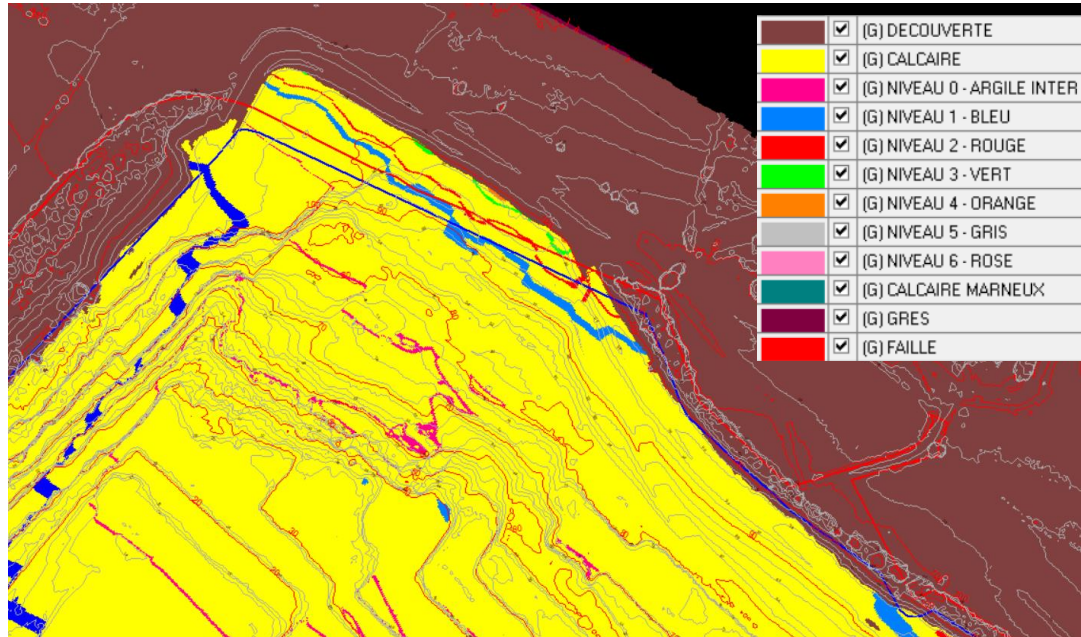 (G) DECOUVERTE
(G) CALCAIRE
(G) NIVEAU 0 - ARGILE INTER
(G) NIVEAU 1 - BLEU
(G) NIVEAU 2 - ROUGE
(G) NIVEAU 3 - VERT
(G) NIVEAU 4 - ORANGE
(G) NIVEAU 5 - GRIS
(G) NIVEAU 6 - ROSE
(G) CALCAIRE MARNEUX
(G) GRES
(G) FAILLE